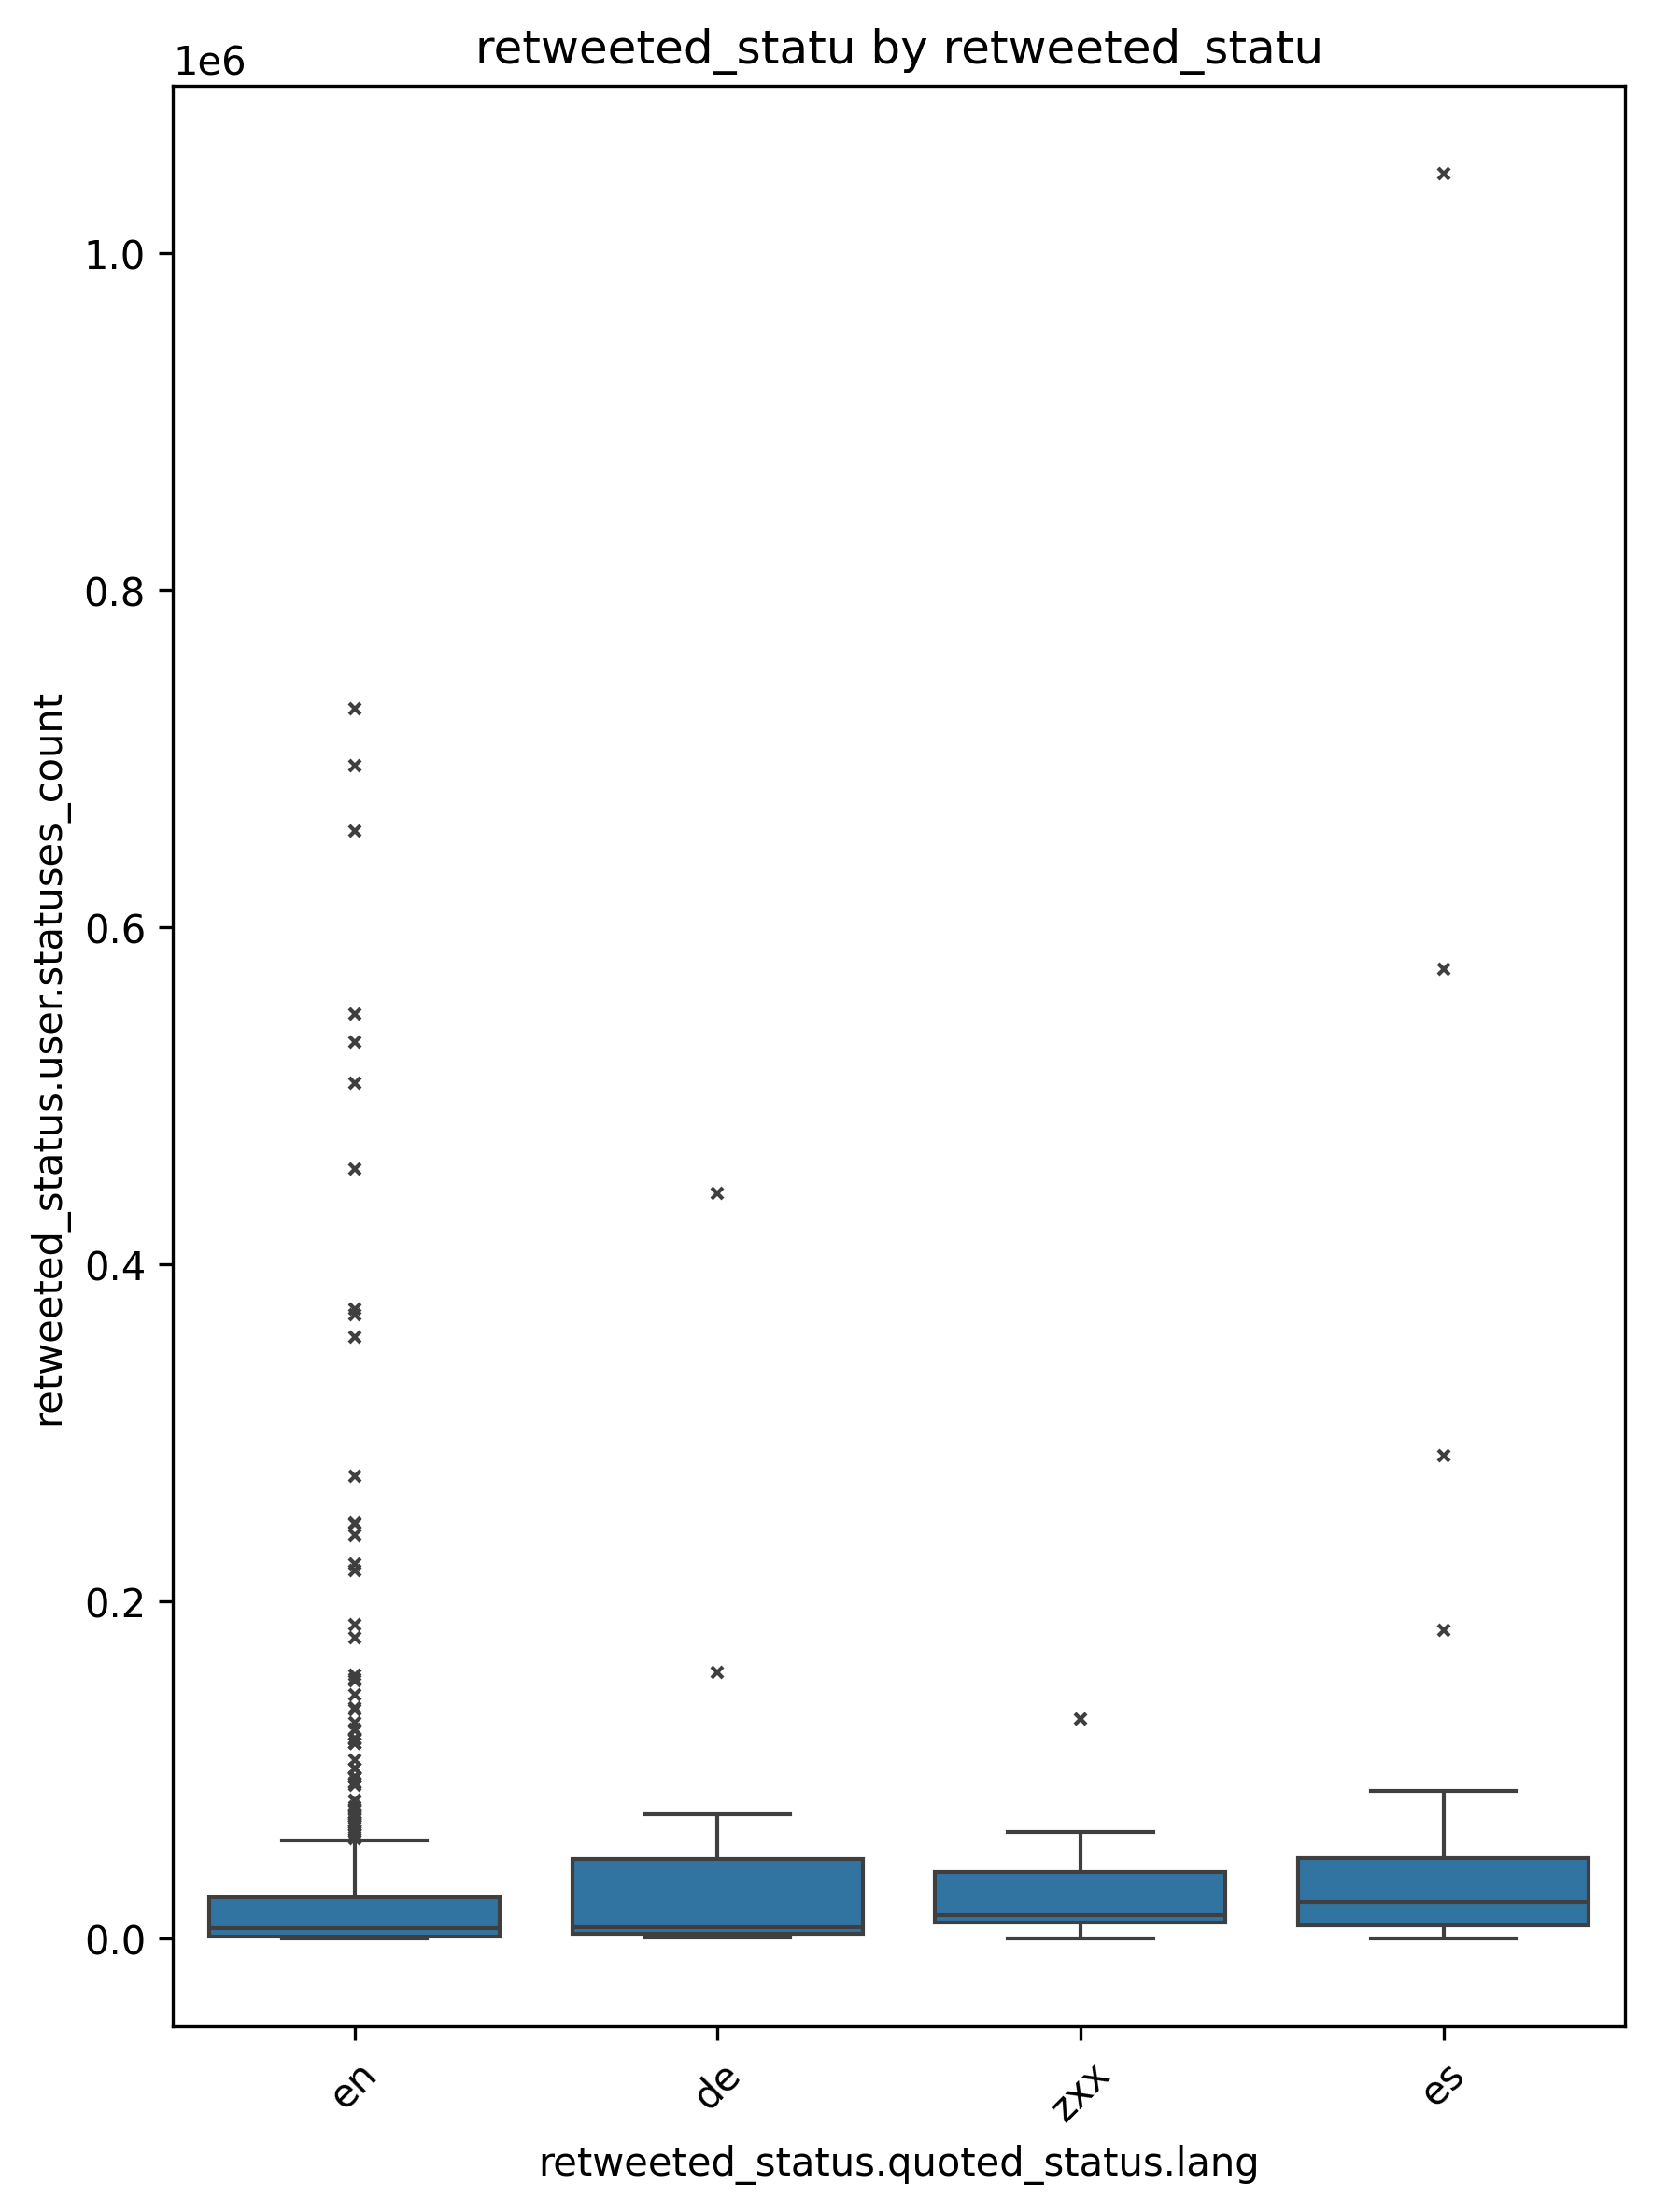 retweeted_statu by retweeted_statu
1e6
1.0
0.8
0.6
0.4
0.2
0.0
retweeted_status.user.statuses_count
en
de
zxx
es
retweeted_status.quoted_status.lang